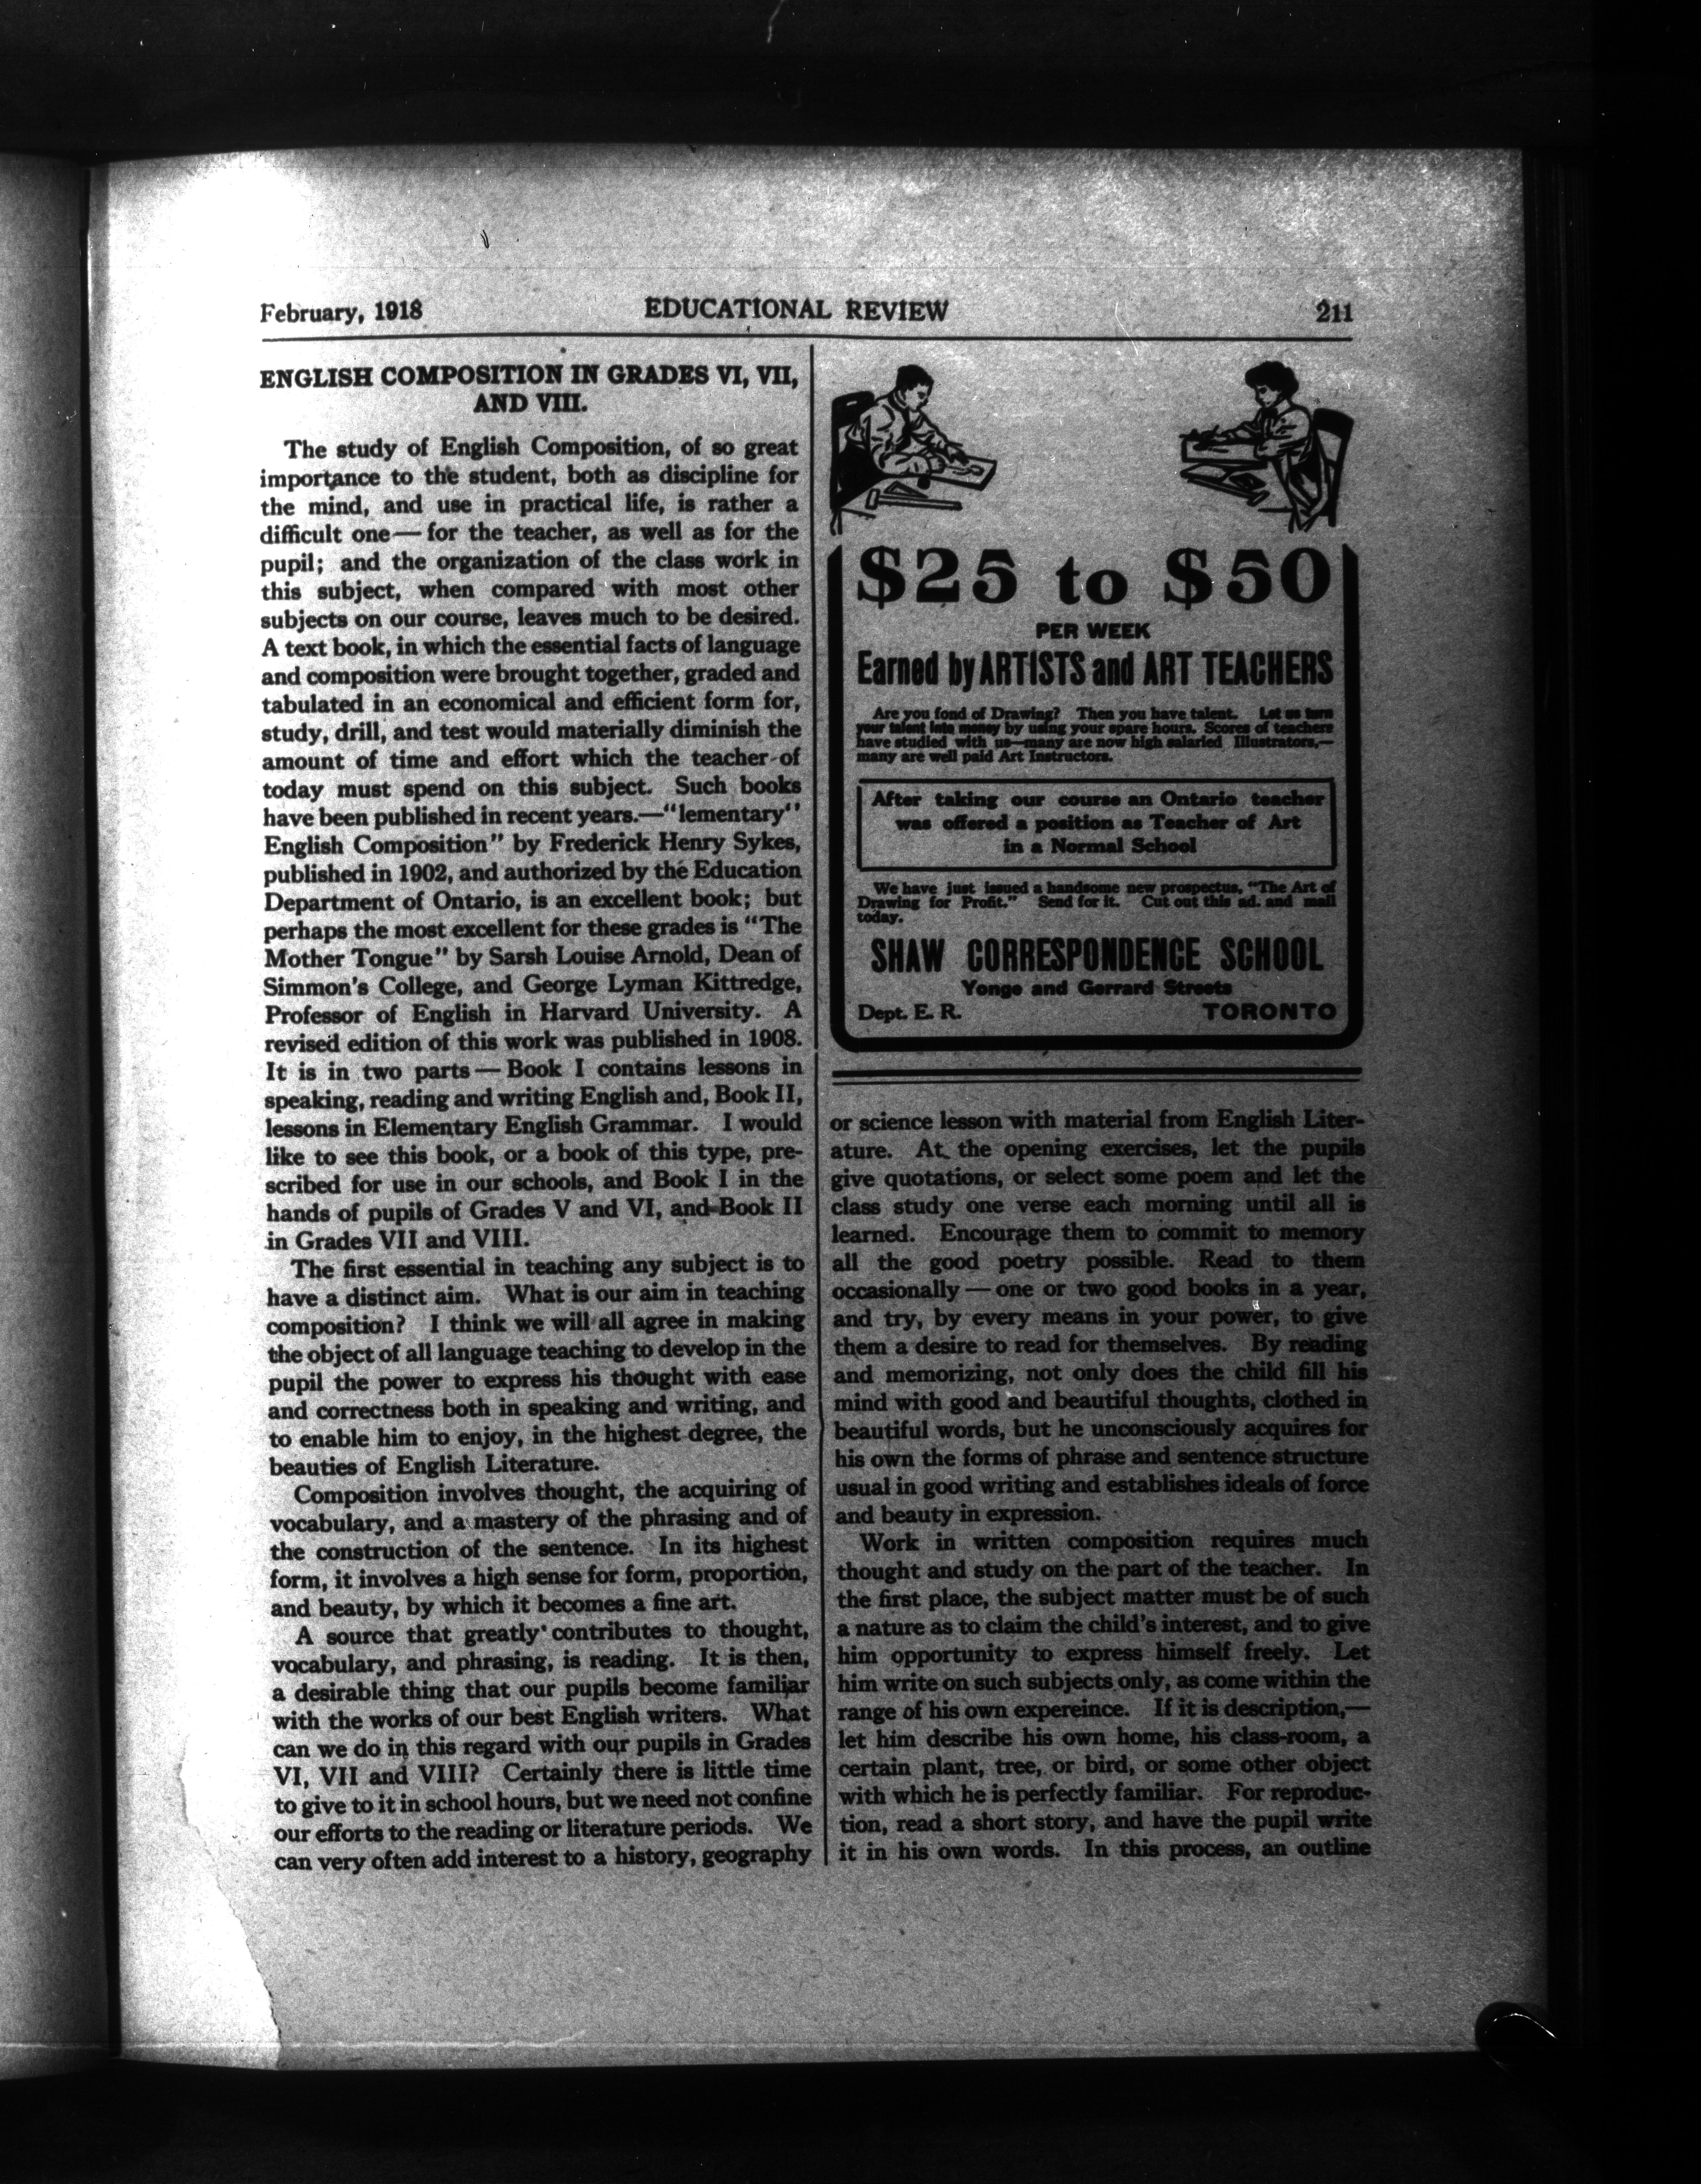 February, 1918 EDUCATIONAL REVIEW 211
ENGLISH COMPOSITION IN GRADES VI, VII,
AND VIII.
The study of English Composition, of so great
importance to the student, both as discipline for
the mind, and use in practical life, is rather a
difficult one — for the teacher, as well as for the
pupil; and the organization of the class work in
this subject, when compared with most other
subjects on our course, leaves much to be desired.
A text book, in which the essential facts of language
and composition were brought together, graded and
tabulated in an economical and efficient form for,
study, drill, and test would materially diminish the
amount of time and effort which the teacher of
today must spend on this subject. Such books
have been published in recent years.—"lementary"
English Composition" by Frederick Henry Sykes,
published in 1902, and authorized by the Education
Department of Ontario, is an excellent book; but
perhaps the most excellent for these grades is "The
Mother Tongue" by Sarsh Louise Arnold, Dean of
Simmon's College, and George Lyman Kittredge,
Professor of English in Harvard University. A
revised edition of this work was published in 1908.
It is in two parts — Book I contains lessons in
speaking, reading and writing English and, Book II,
lessons in Elementary English Grammar. I would
like to see this book, or a book of this type, pre-
scribed for use in our schools, and Book I in the
hands of pupils of Grades V and VI, and Book II
in Grades VII and VIII.
The first essential in teaching any subject is to
have a distinct aim. What is our aim in teaching
composition? I think we will all agree in making
the object of all language teaching to develop in the
pupil the power to express his thought with ease
and correctness both in speaking and writing, and
to enable him to enjoy, in the highest degree, the
beauties of English Literature.
Composition involves thought, the acquiring of
vocabulary, and a mastery of the phrasing and of
the construction of the sentence. In its highest
form, it involves a high sense for form, proportion,
and beauty, by which it becomes a fine art.
A source that greatly contributes to thought,
vocabulary, and phrasing, is reading. It is then,
a desirable thing that our pupils become familiar
with the works of our best English writers. What
can we do in this regard with our pupils in Grades
VI, VII and VIII? Certainly there is little time
to give to it in school hours, but we need not confine
our efforts to the reading or literature periods. We
can very often add interest to a history, geography
$25 to $50
PER WEEK
Earned by ARTISTS and ART TEACHERS
Are you fond of Drawing? Then you have talent. Let us turn
your talent into money by using your spare hours. Scores of teachers
have studied with us—many are now high salaried Illustrators,—
many are well paid Art Instructors.
After taking our course an Ontario teacher
was offered a position as Teacher of Art
in a Normal School
We have just issued a handsome new prospectus, "The Art of
Drawing for Profit." Send for it. Cut out this ad. and mail
today.
SHAW CORRESPONDENCE SCHOOL
Yonge and Gerrard Streets
Dept. E. R. TORONTO
or science lesson with material from English Liter-
ature. At the opening exercises, let the pupils
give quotations, or select some poem and let the
class study one verse each morning until all is
learned. Encourage them to commit to memory
all the good poetry possible. Read to them
occasionally — one or two good books in a year,
and try, by every means in your power, to give
them a desire to read for themselves. By reading
and memorizing, not only does the child fill his
mind with good and beautiful thoughts, clothed in
beautiful words, but he unconsciously acquires for
his own the forms of phrase and sentence structure
usual in good writing and establishes ideals of force
and beauty in expression.
Work in written composition requires much
thought and study on the part of the teacher. In
the first place, the subject matter must be of such
a nature as to claim the child's interest, and to give
him opportunity to express himself freely. Let
him write on such subjects only, as come within the
range of his own expereince. If it is description,—
let him describe his own home, his class-room, a
certain plant, tree, or bird, or some other object
with which he is perfectly familiar. For reproduc-
tion, read a short story, and have the pupil write
it in his own words. In this process, an outline